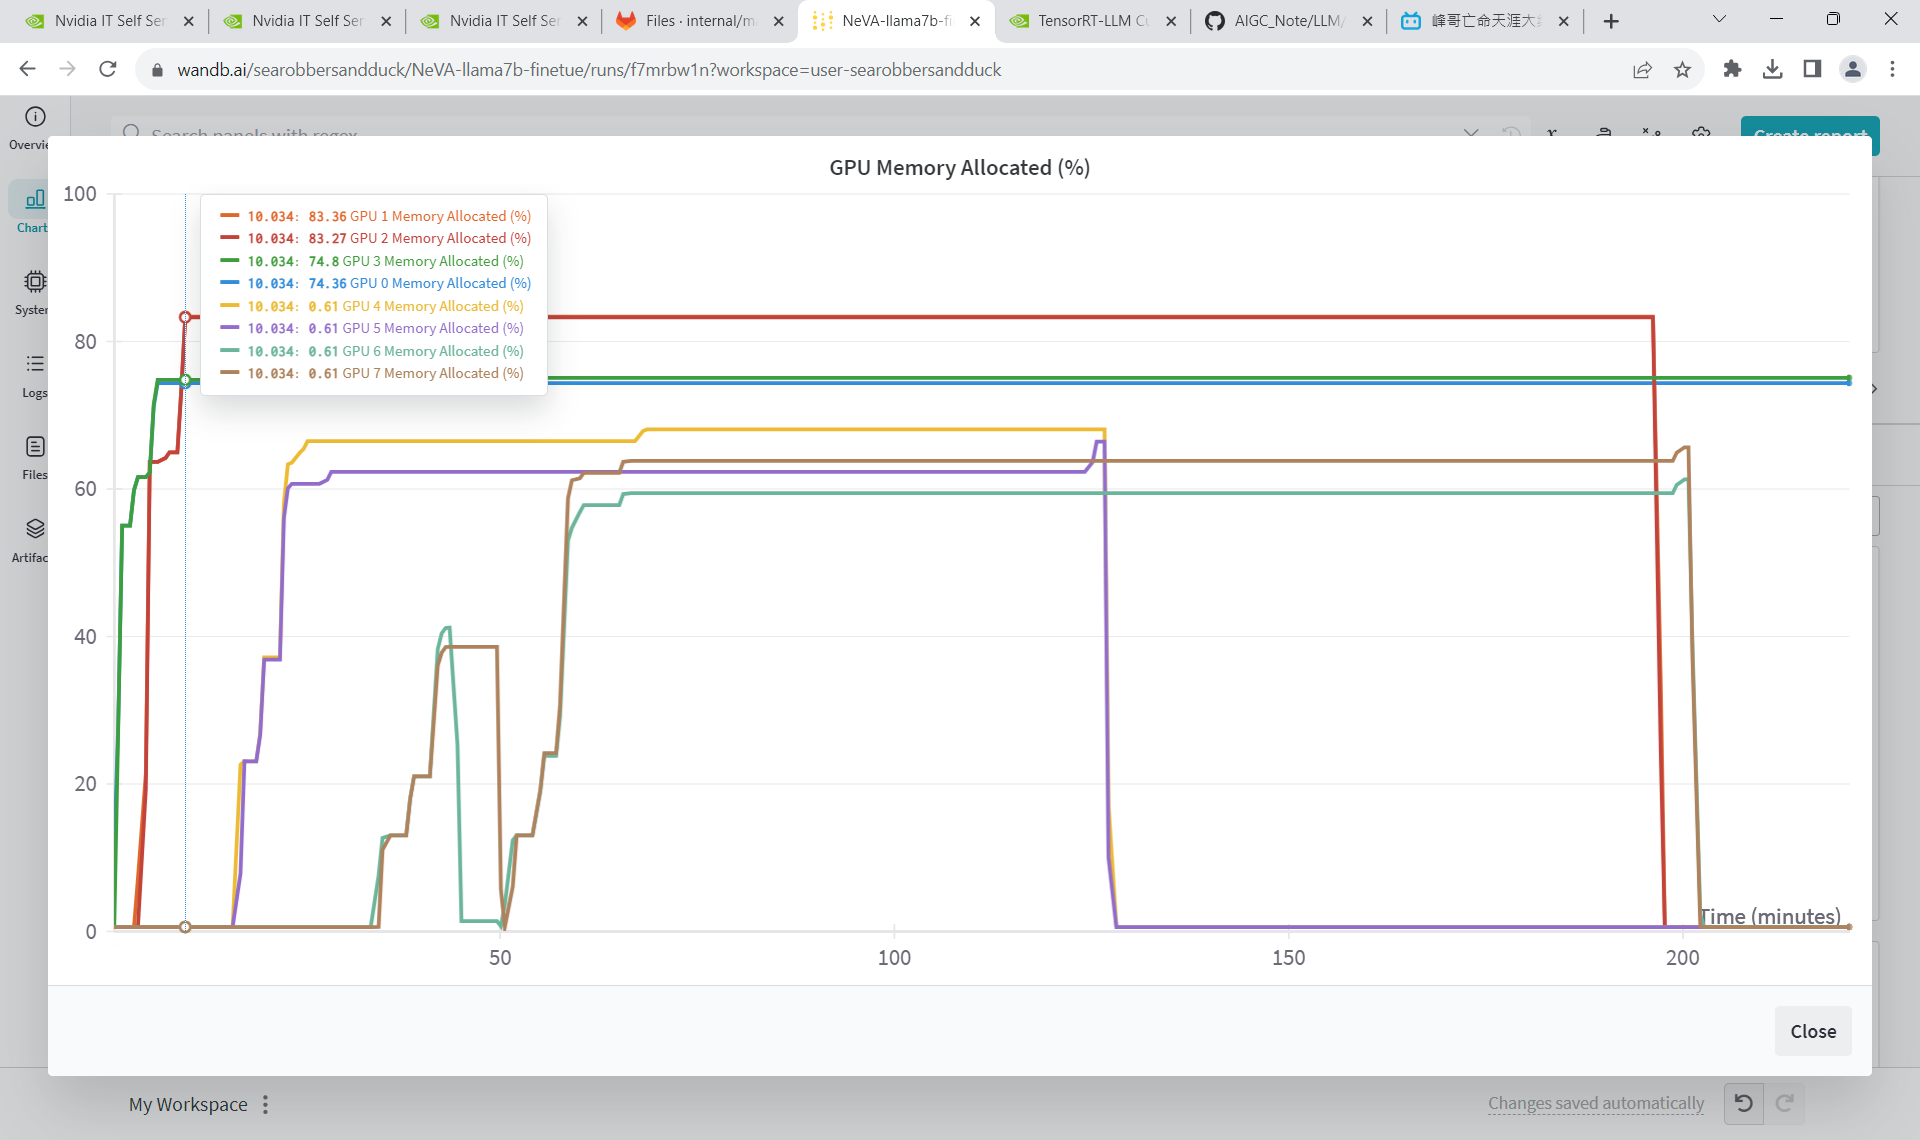 Nvidia IT Self Ser
Nvidia IT Self Ser
Nvidia IT Self Ser
Files · internal/m
NeVA-llama7b-fi
TensorRT-LLM Cu
AIGC_Note/LLM/
峰哥亡命天涯大
wandb.ai/searobbersandduck/NeVA-llama7b-finetue/runs/f7mrbw1n?workspace=user-searobbersandduck
Search panels with regex
Create report
Overvie
Chart
System
Logs
Files
Artifac
GPU Memory Allocated (%)
100
80
60
40
20
0
10.034: 83.36 GPU 1 Memory Allocated (%)
10.034: 83.27 GPU 2 Memory Allocated (%)
10.034: 74.8 GPU 3 Memory Allocated (%)
10.034: 74.36 GPU 0 Memory Allocated (%)
10.034: 0.61 GPU 4 Memory Allocated (%)
10.034: 0.61 GPU 5 Memory Allocated (%)
10.034: 0.61 GPU 6 Memory Allocated (%)
10.034: 0.61 GPU 7 Memory Allocated (%)
Time (minutes)
50
100
150
200
Close
My Workspace
Changes saved automatically